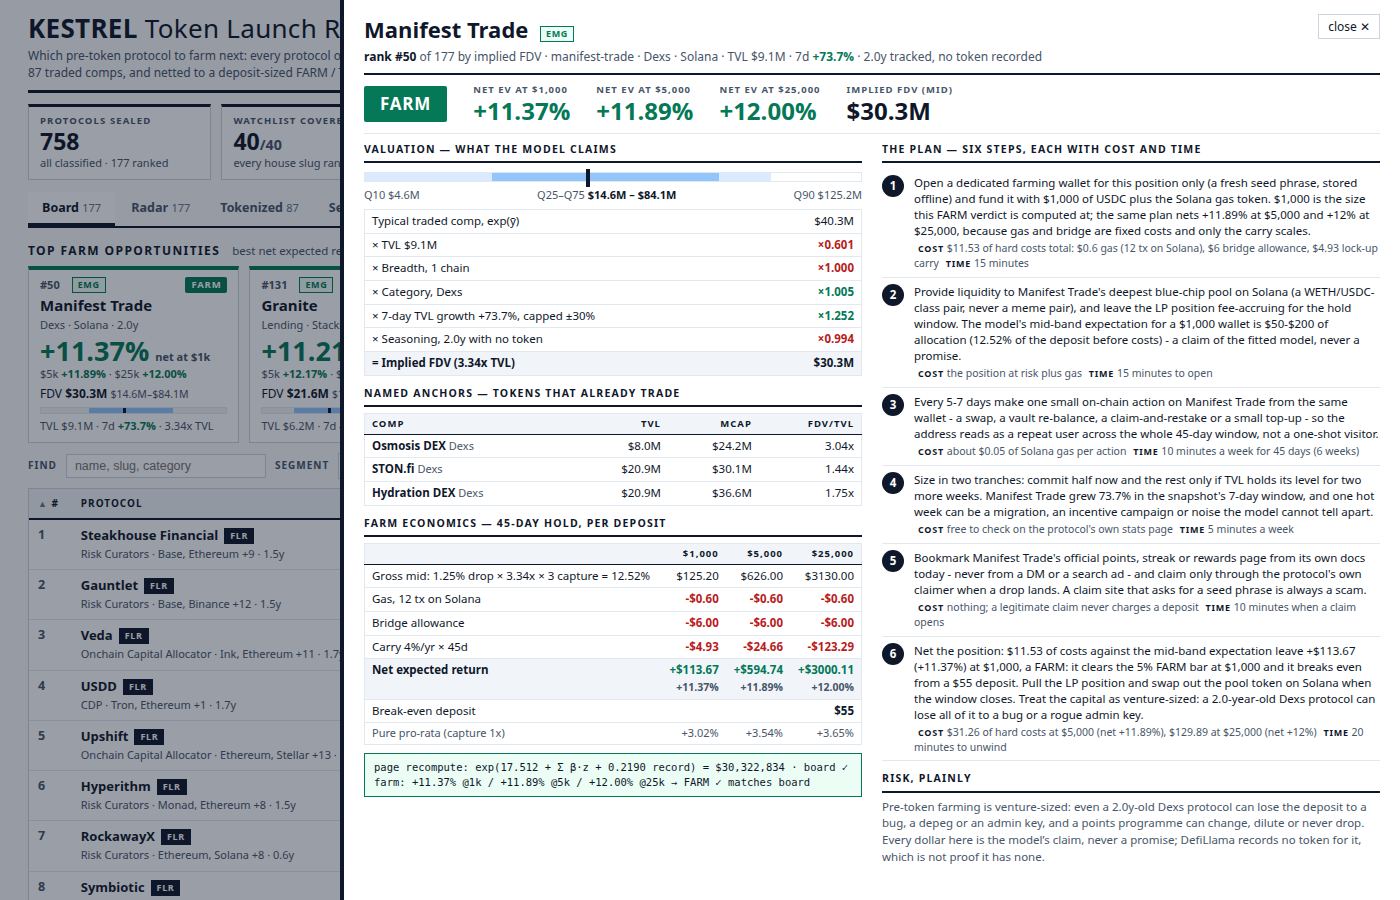 KESTREL Token Launch R
Which pre-token protocol to farm next: every protocol o
87 traded comps, and netted to a deposit-sized FARM /
PROTOCOLS SEALED
758
all classified · 177 ranked
WATCHLIST COVERE
40/40
every house slug ran
Board 177
Radar 177
Tokenized 87
Se
TOP FARM OPPORTUNITIES best net expected re
#50 EMG FARM
Manifest Trade
Dexs · Solana · 2.0y
+11.37% net at $1k
$5k +11.89% · $25k +12.00%
FDV $30.3M $14.6M–$84.1M
TVL $9.1M · 7d +73.7% · 3.34x TVL
#131 EMG
Granite
Lending · Stack
+11.21
$5k +12.17% · $
FDV $21.6M $
TVL $6.2M · 7d
FIND name, slug, category SEGMENT
▲ # PROTOCOL
1 Steakhouse Financial FLR
Risk Curators · Base, Ethereum +9 · 1.5y
2 Gauntlet FLR
Risk Curators · Base, Binance +12 · 1.5y
3 Veda FLR
Onchain Capital Allocator · Ink, Ethereum +11 · 1.7y
4 USDD FLR
CDP · Tron, Ethereum +1 · 1.7y
5 Upshift FLR
Onchain Capital Allocator · Ethereum, Stellar +13 ·
6 Hyperithm FLR
Risk Curators · Monad, Ethereum +8 · 1.5y
7 RockawayX FLR
Risk Curators · Ethereum, Solana +8 · 0.6y
8 Symbiotic FLR
Manifest Trade EMG
close ✕
rank #50 of 177 by implied FDV · manifest-trade · Dexs · Solana · TVL $9.1M · 7d +73.7% · 2.0y tracked, no token recorded
FARM
NET EV AT $1,000
+11.37%
NET EV AT $5,000
+11.89%
NET EV AT $25,000
+12.00%
IMPLIED FDV (MID)
$30.3M
VALUATION — WHAT THE MODEL CLAIMS
Q10 $4.6M Q25–Q75 $14.6M – $84.1M Q90 $125.2M
Typical traded comp, exp(ȳ) $40.3M
× TVL $9.1M ×0.601
× Breadth, 1 chain ×1.000
× Category, Dexs ×1.005
× 7-day TVL growth +73.7%, capped ±30% ×1.252
× Seasoning, 2.0y with no token ×0.994
= Implied FDV (3.34x TVL) $30.3M
NAMED ANCHORS — TOKENS THAT ALREADY TRADE
COMP TVL MCAP FDV/TVL
Osmosis DEX Dexs $8.0M $24.2M 3.04x
STON.fi Dexs $20.9M $30.1M 1.44x
Hydration DEX Dexs $20.9M $36.6M 1.75x
FARM ECONOMICS — 45-DAY HOLD, PER DEPOSIT
$1,000 $5,000 $25,000
Gross mid: 1.25% drop × 3.34x × 3 capture = 12.52% $125.20 $626.00 $3130.00
Gas, 12 tx on Solana -$0.60 -$0.60 -$0.60
Bridge allowance -$6.00 -$6.00 -$6.00
Carry 4%/yr × 45d -$4.93 -$24.66 -$123.29
Net expected return +$113.67 +$594.74 +$3000.11
+11.37% +11.89% +12.00%
Break-even deposit $55
Pure pro-rata (capture 1x) +3.02% +3.54% +3.65%
page recompute: exp(17.512 + Σ β·z + 0.2190 record) = $30,322,834 · board ✓
farm: +11.37% @1k / +11.89% @5k / +12.00% @25k → FARM ✓ matches board
THE PLAN — SIX STEPS, EACH WITH COST AND TIME
1 Open a dedicated farming wallet for this position only (a fresh seed phrase, stored
offline) and fund it with $1,000 of USDC plus the Solana gas token. $1,000 is the size
this FARM verdict is computed at; the same plan nets +11.89% at $5,000 and +12% at
$25,000, because gas and bridge are fixed costs and only the carry scales.
COST $11.53 of hard costs total: $0.6 gas (12 tx on Solana), $6 bridge allowance, $4.93 lock-up
carry TIME 15 minutes
2 Provide liquidity to Manifest Trade's deepest blue-chip pool on Solana (a WETH/USDC-
class pair, never a meme pair), and leave the LP position fee-accruing for the hold
window. The model's mid-band expectation for a $1,000 wallet is $50-$200 of
allocation (12.52% of the deposit before costs) - a claim of the fitted model, never a
promise.
COST the position at risk plus gas TIME 15 minutes to open
3 Every 5-7 days make one small on-chain action on Manifest Trade from the same
wallet - a swap, a vault re-balance, a claim-and-restake or a small top-up - so the
address reads as a repeat user across the whole 45-day window, not a one-shot visitor.
COST about $0.05 of Solana gas per action TIME 10 minutes a week for 45 days (6 weeks)
4 Size in two tranches: commit half now and the rest only if TVL holds its level for two
more weeks. Manifest Trade grew 73.7% in the snapshot's 7-day window, and one hot
week can be a migration, an incentive campaign or noise the model cannot tell apart.
COST free to check on the protocol's own stats page TIME 5 minutes a week
5 Bookmark Manifest Trade's official points, streak or rewards page from its own docs
today - never from a DM or a search ad - and claim only through the protocol's own
claimer when a drop lands. A claim site that asks for a seed phrase is always a scam.
COST nothing; a legitimate claim never charges a deposit TIME 10 minutes when a claim
opens
6 Net the position: $11.53 of costs against the mid-band expectation leave +$113.67
(+11.37%) at $1,000, a FARM: it clears the 5% FARM bar at $1,000 and it breaks even
from a $55 deposit. Pull the LP position and swap out the pool token on Solana when
the window closes. Treat the capital as venture-sized: a 2.0-year-old Dexs protocol can
lose all of it to a bug or a rogue admin key.
COST $31.26 of hard costs at $5,000 (net +11.89%), $129.89 at $25,000 (net +12%) TIME 20
minutes to unwind
RISK, PLAINLY
Pre-token farming is venture-sized: even a 2.0y-old Dexs protocol can lose the deposit to a
bug, a depeg or an admin key, and a points programme can change, dilute or never drop.
Every dollar here is the model's claim, never a promise; DefiLlama records no token for it,
which is not proof it has none.